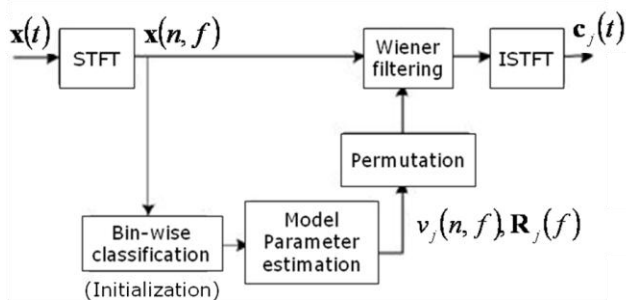 x(t)
STFT
x(n, f)
Wiener
filtering
ISTFT
c_j(t)
Permutation
Bin-wise
classification
(Initialization)
Model
Parameter
estimation
v_j(n, f), R_j(f)